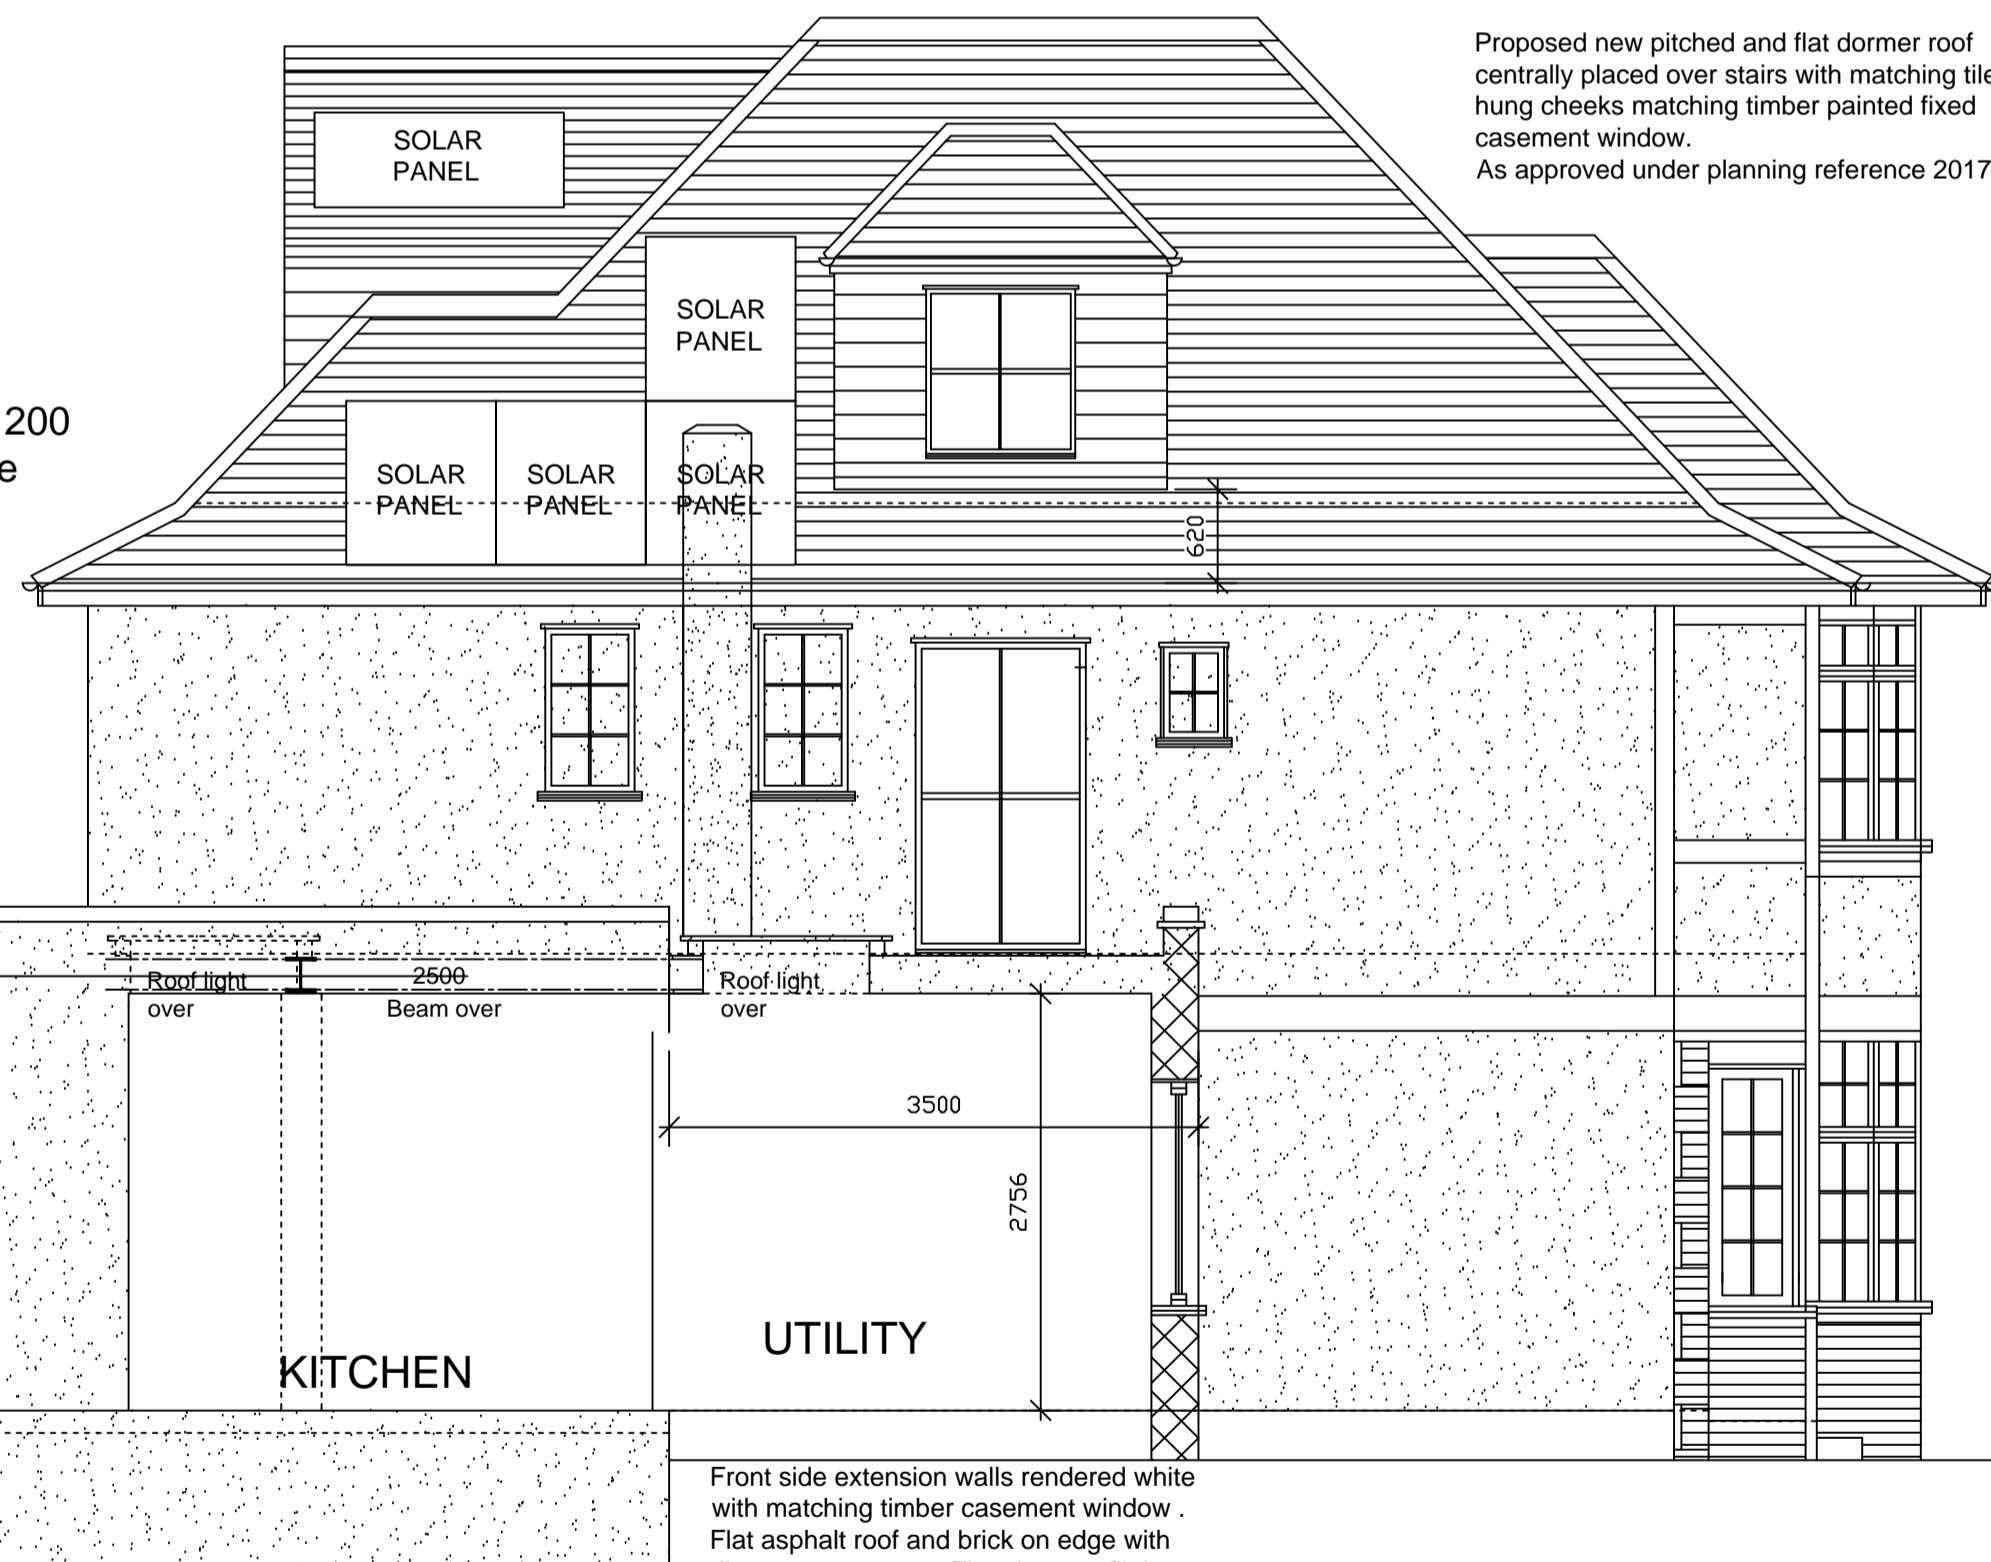 Proposed new pitched and flat dormer roof
centrally placed over stairs with matching tile
hung cheeks matching timber painted fixed
casement window.
As approved under planning reference 2017
SOLAR
PANEL
SOLAR
PANEL
200
e
SOLAR
PANEL
SOLAR
PANEL
SOLAR
PANEL
620
Roof light
over
2500
Beam over
Roof light
over
3500
2756
UTILITY
KITCHEN
Front side extension walls rendered white
with matching timber casement window .
Flat asphalt roof and brick on edge with